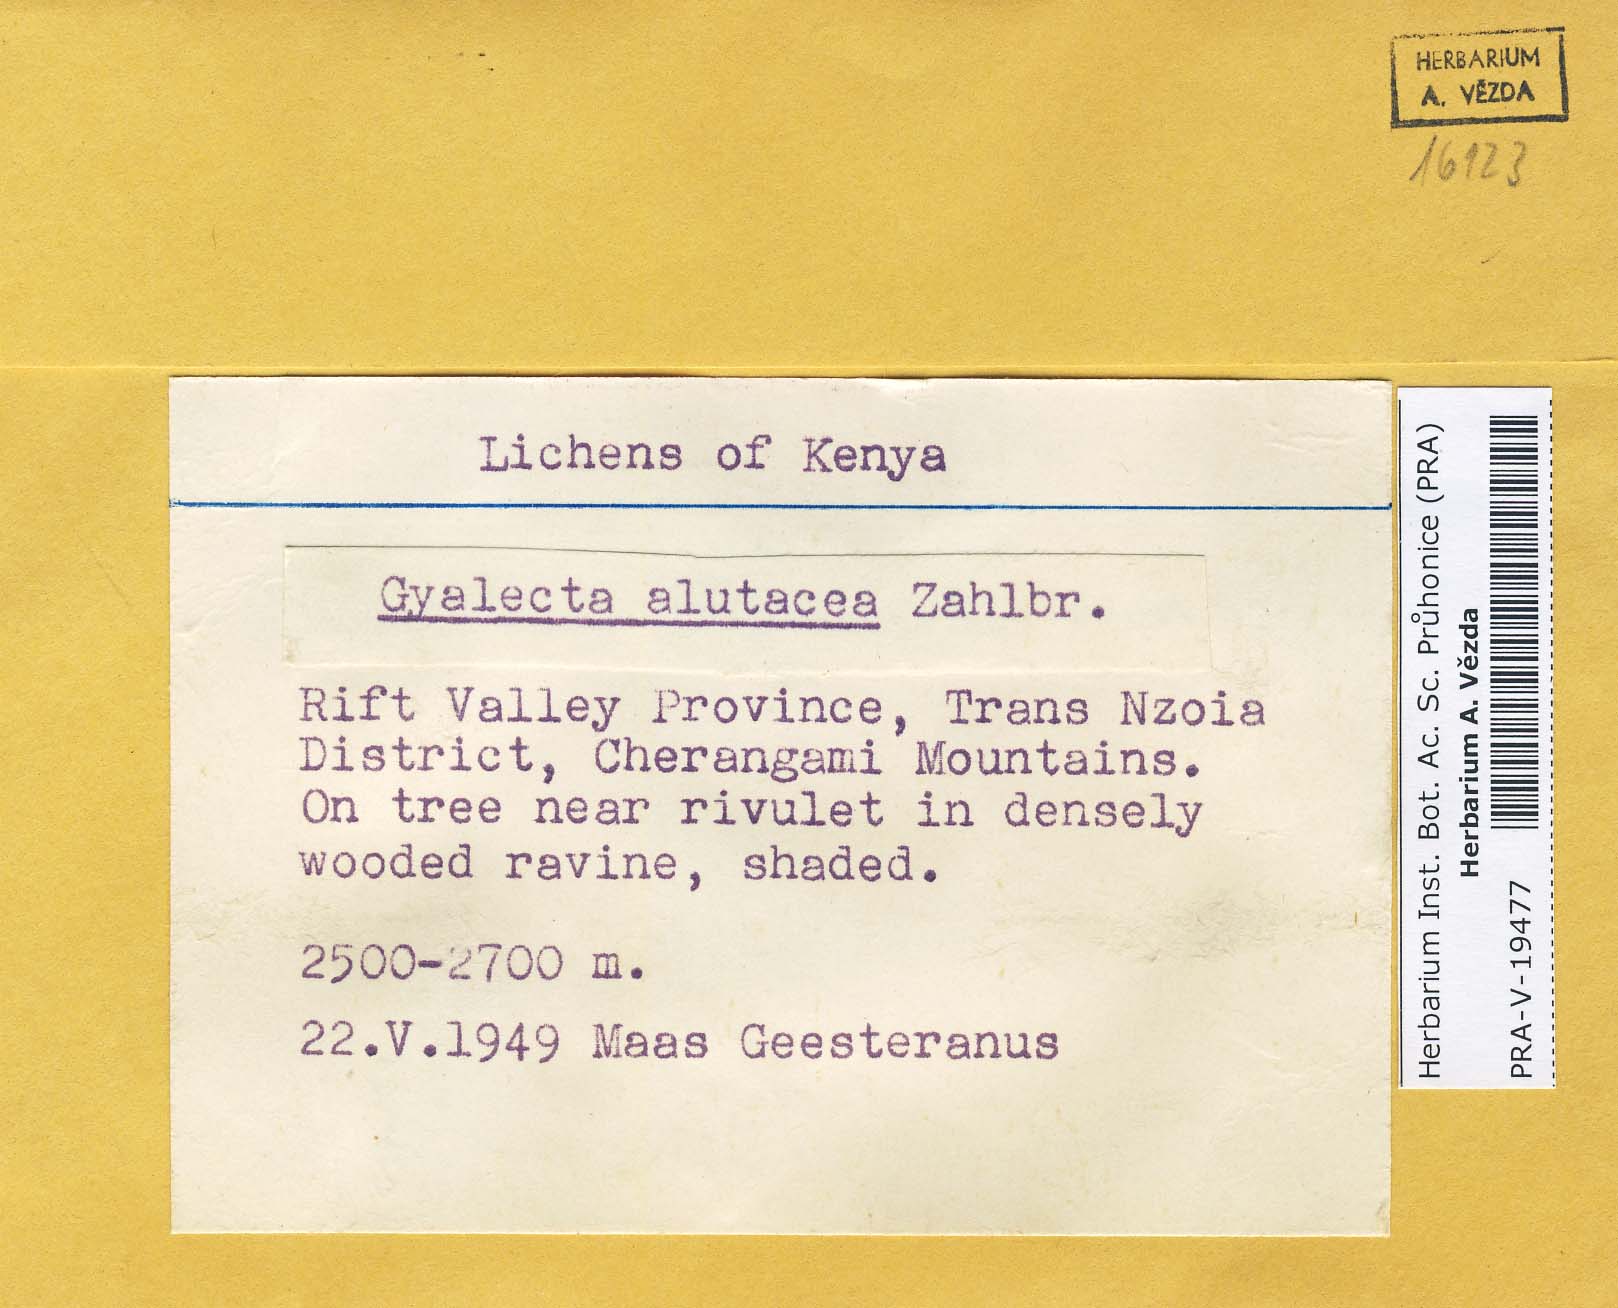 HERBARIUM
A. VĚZDA
16123
Lichens of Kenya
Gyalecta alutacea Zahlbr.
Rift Valley Province, Trans Nzoia
District, Cherangami Mountains.
On tree near rivulet in densely
wooded ravine, shaded.
2500-2700 m.
22.V.1949 Maas Geesteranus
Herbarium Inst. Bot. Ac. Sc. Průhonice (PRA)
Herbarium A. Vězda
PRA-V-19477